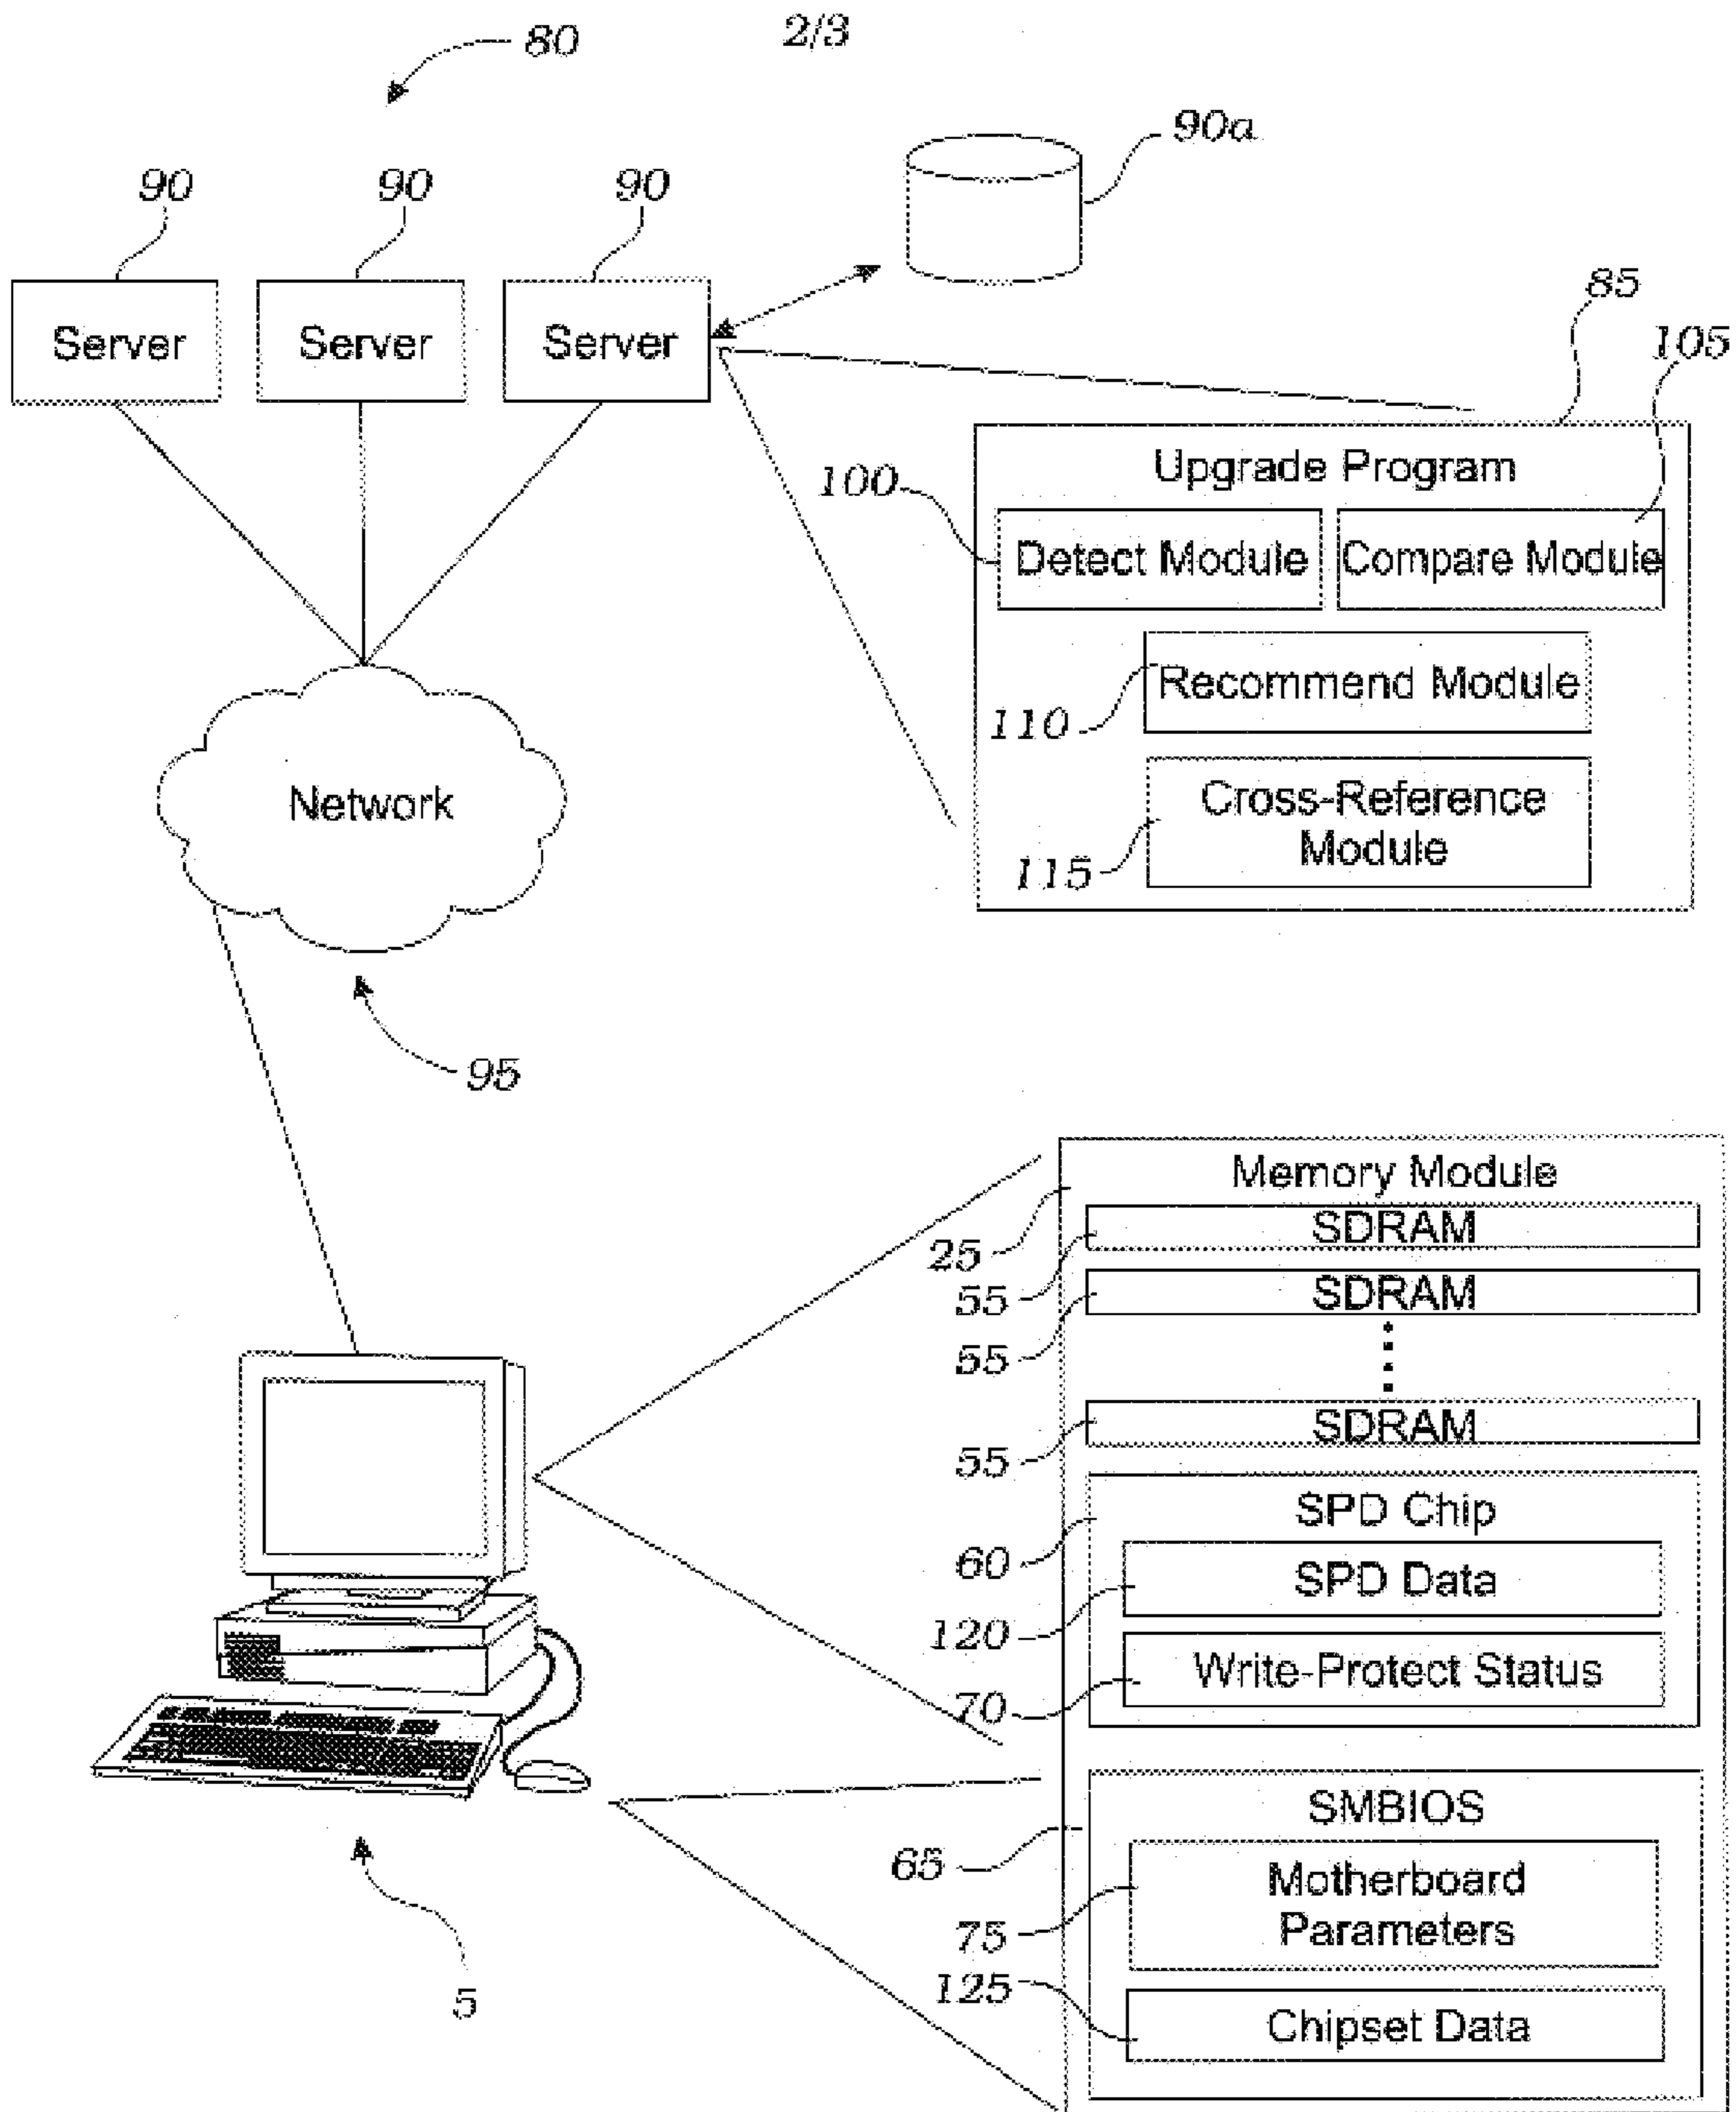 80
2/3
90a
90
90
90
85
Server
Server
Server
105
Upgrade Program
100
Detect Module
Compare Module
Recommend Module
110
Network
Cross-Reference
Module
115
95
Memory Module
25
SDRAM
55
SDRAM
55
SDRAM
55
SPD Chip
60
SPD Data
120
Write-Protect Status
70
SMBIOS
65
Motherboard
Parameters
75
125
Chipset Data
5